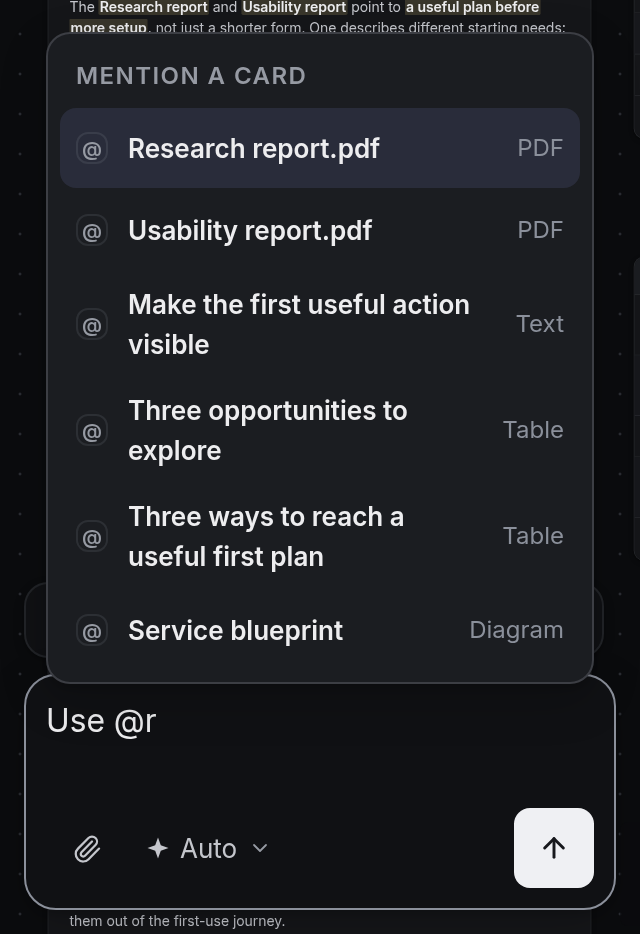 The Research report and Usability report point to a useful plan before
more setup, not just a shorter form. One describes different starting needs:
MENTION A CARD
@ Research report.pdf PDF
@ Usability report.pdf PDF
@ Make the first useful action Text
visible
@ Three opportunities to Table
explore
@ Three ways to reach a Table
useful first plan
@ Service blueprint Diagram
Use @r
Auto
them out of the first-use journey.